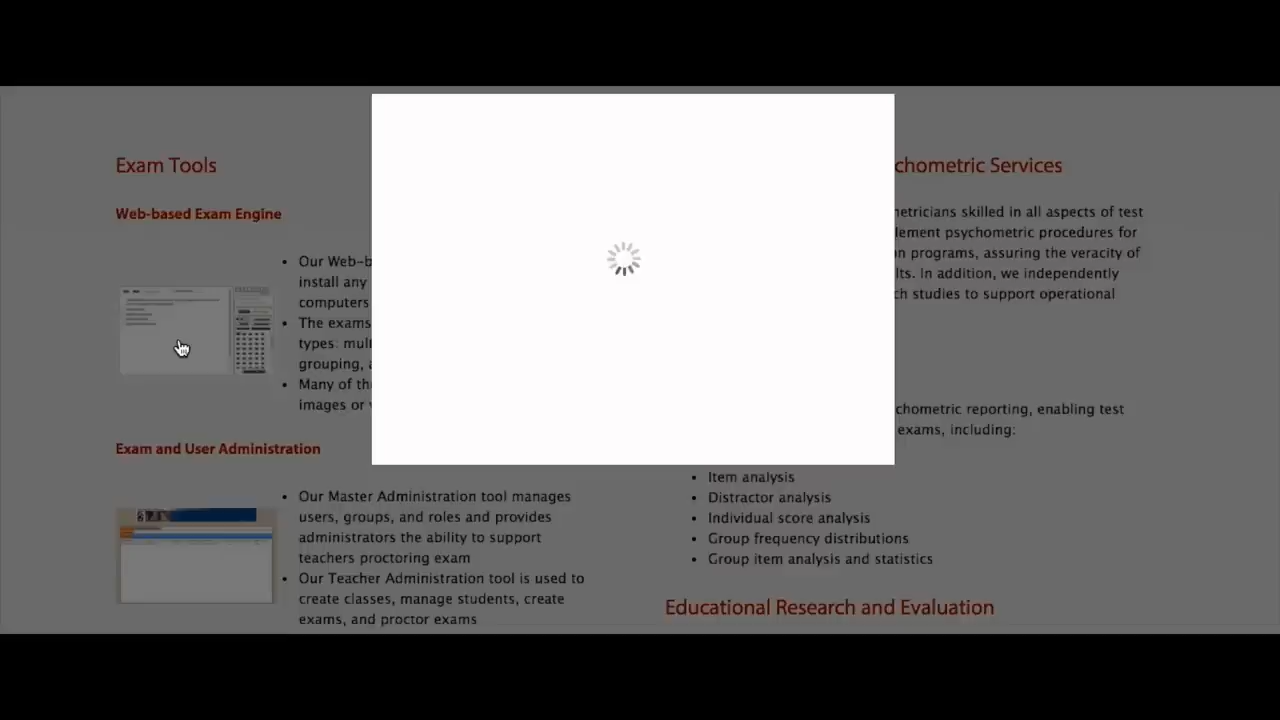 Exam Tools
Web-based Exam Engine
Our Web-b
install any
computers
The exams
types: mul
grouping,
Many of th
images or
Exam and User Administration
Our Master Administration tool manages
users, groups, and roles and provides
administrators the ability to support
teachers proctoring exam
Our Teacher Administration tool is used to
create classes, manage students, create
exams, and proctor exams
chometric Services
netricians skilled in all aspects of test
lement psychometric procedures for
n programs, assuring the veracity of
lts. In addition, we independently
ch studies to support operational
chometric reporting, enabling test
exams, including:
Item analysis
Distractor analysis
Individual score analysis
Group frequency distributions
Group item analysis and statistics
Educational Research and Evaluation